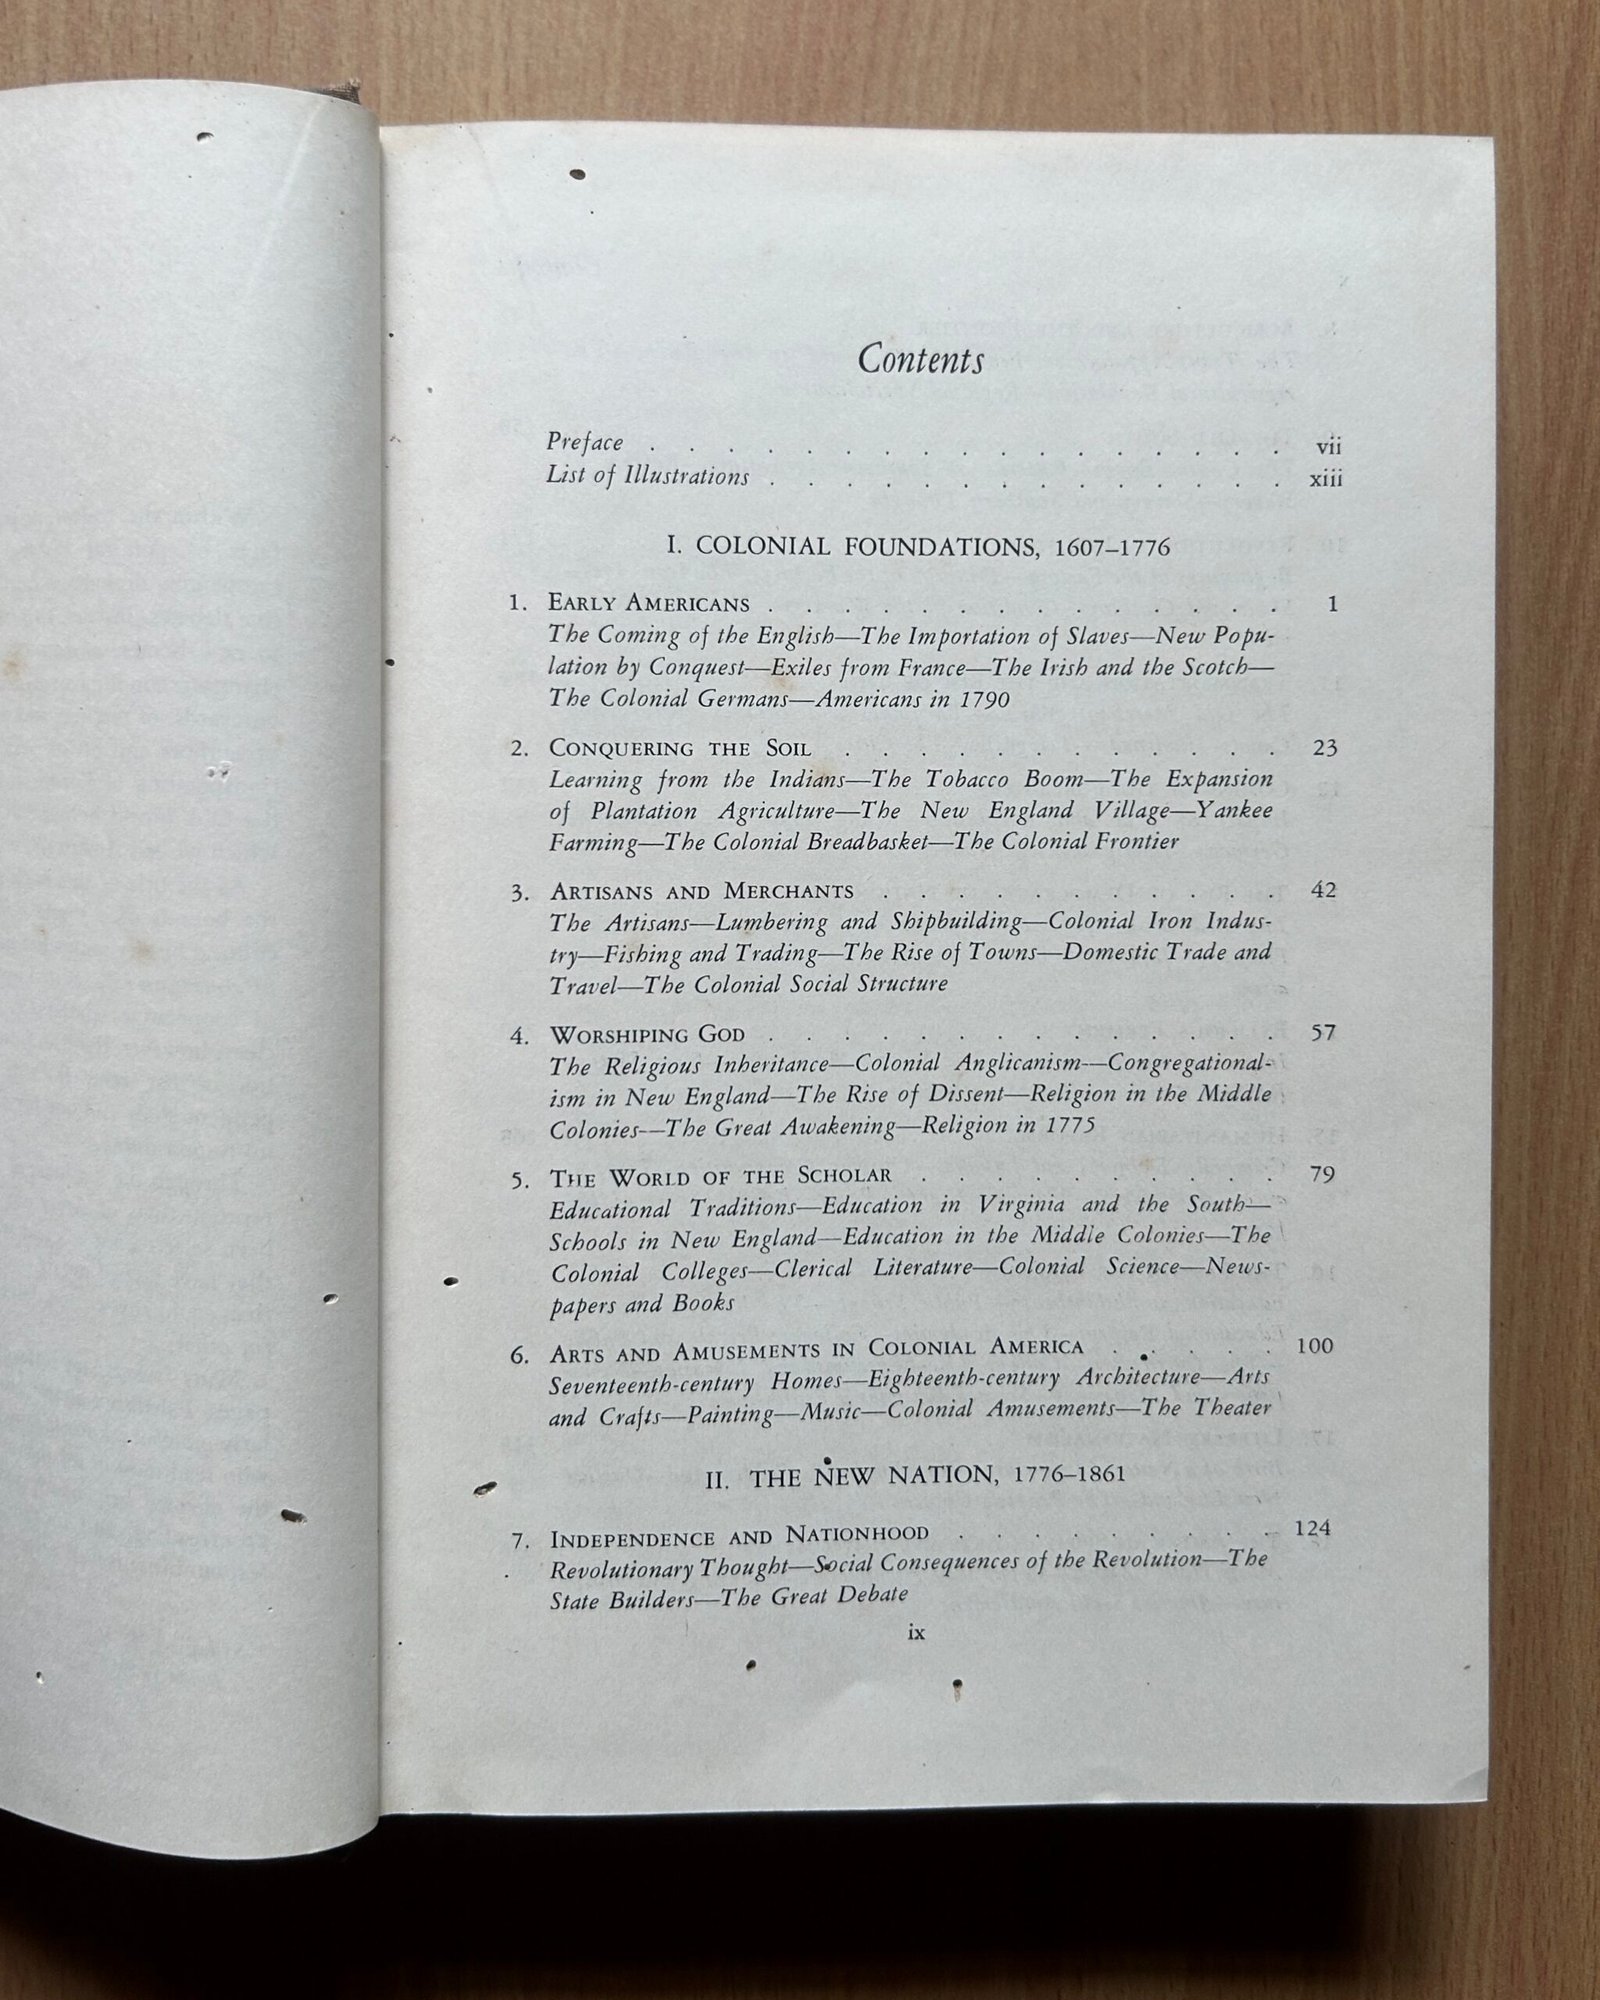 Contents
Preface . . . . . . . . . . . . . . . . . vii
List of Illustrations . . . . . . . . . . . . . . xiii
I. COLONIAL FOUNDATIONS, 1607–1776
1. EARLY AMERICANS . . . . . . . . . . . . . . 1
The Coming of the English—The Importation of Slaves—New Popu-
lation by Conquest—Exiles from France—The Irish and the Scotch—
The Colonial Germans—Americans in 1790
2. CONQUERING THE SOIL . . . . . . . . . . . . 23
Learning from the Indians—The Tobacco Boom—The Expansion
of Plantation Agriculture—The New England Village—Yankee
Farming—The Colonial Breadbasket—The Colonial Frontier
3. ARTISANS AND MERCHANTS . . . . . . . . . . . 42
The Artisans—Lumbering and Shipbuilding—Colonial Iron Indus-
try—Fishing and Trading—The Rise of Towns—Domestic Trade and
Travel—The Colonial Social Structure
4. WORSHIPING GOD . . . . . . . . . . . . . . 57
The Religious Inheritance—Colonial Anglicanism—Congregational-
ism in New England—The Rise of Dissent—Religion in the Middle
Colonies—The Great Awakening—Religion in 1775
5. THE WORLD OF THE SCHOLAR . . . . . . . . . . 79
Educational Traditions—Education in Virginia and the South—
Schools in New England—Education in the Middle Colonies—The
Colonial Colleges—Clerical Literature—Colonial Science—News-
papers and Books
6. ARTS AND AMUSEMENTS IN COLONIAL AMERICA . . . . . 100
Seventeenth-century Homes—Eighteenth-century Architecture—Arts
and Crafts—Painting—Music—Colonial Amusements—The Theater
II. THE NEW NATION, 1776–1861
7. INDEPENDENCE AND NATIONHOOD . . . . . . . . . 124
Revolutionary Thought—Social Consequences of the Revolution—The
State Builders—The Great Debate
ix